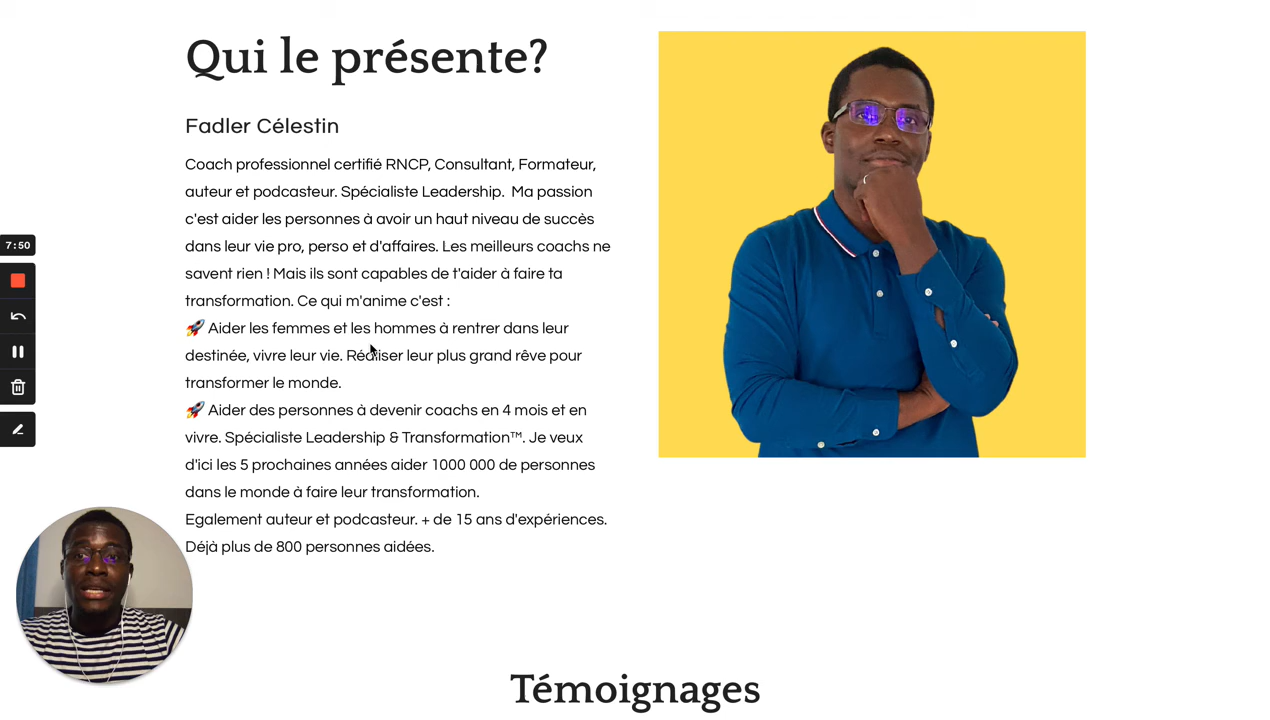 Qui le présente?
Fadler Célestin
Coach professionnel certifié RNCP, Consultant, Formateur,
auteur et podcasteur. Spécialiste Leadership. Ma passion
c'est aider les personnes à avoir un haut niveau de succès
dans leur vie pro, perso et d'affaires. Les meilleurs coachs ne
savent rien ! Mais ils sont capables de t'aider à faire ta
transformation. Ce qui m'anime c'est :
🚀 Aider les femmes et les hommes à rentrer dans leur
destinée, vivre leur vie. Réaliser leur plus grand rêve pour
transformer le monde.
🚀 Aider des personnes à devenir coachs en 4 mois et en
vivre. Spécialiste Leadership & Transformation™. Je veux
d'ici les 5 prochaines années aider 1000 000 de personnes
dans le monde à faire leur transformation.
Egalement auteur et podcasteur. + de 15 ans d'expériences.
Déjà plus de 800 personnes aidées.
7:50
Témoignages